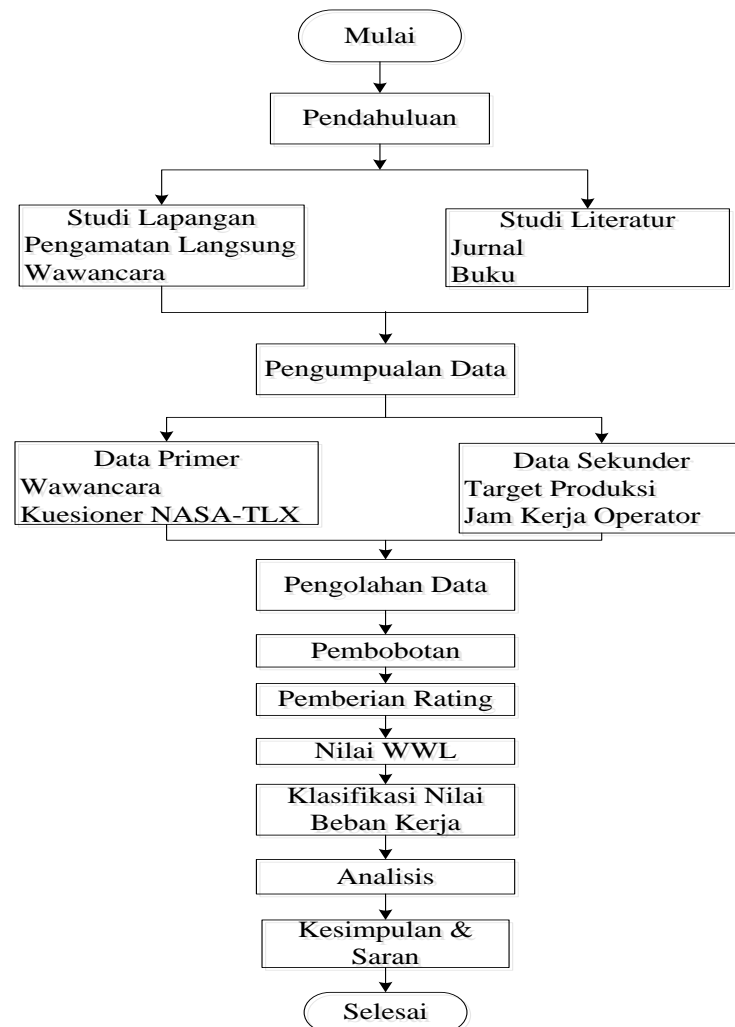 Mulai
Pendahuluan
Studi Lapangan
Pengamatan Langsung
Wawancara
Studi Literatur
Jurnal
Buku
Pengumpualan Data
Data Primer
Wawancara
Kuesioner NASA-TLX
Data Sekunder
Target Produksi
Jam Kerja Operator
Pengolahan Data
Pembobotan
Pemberian Rating
Nilai WWL
Klasifikasi Nilai
Beban Kerja
Analisis
Kesimpulan &
Saran
Selesai